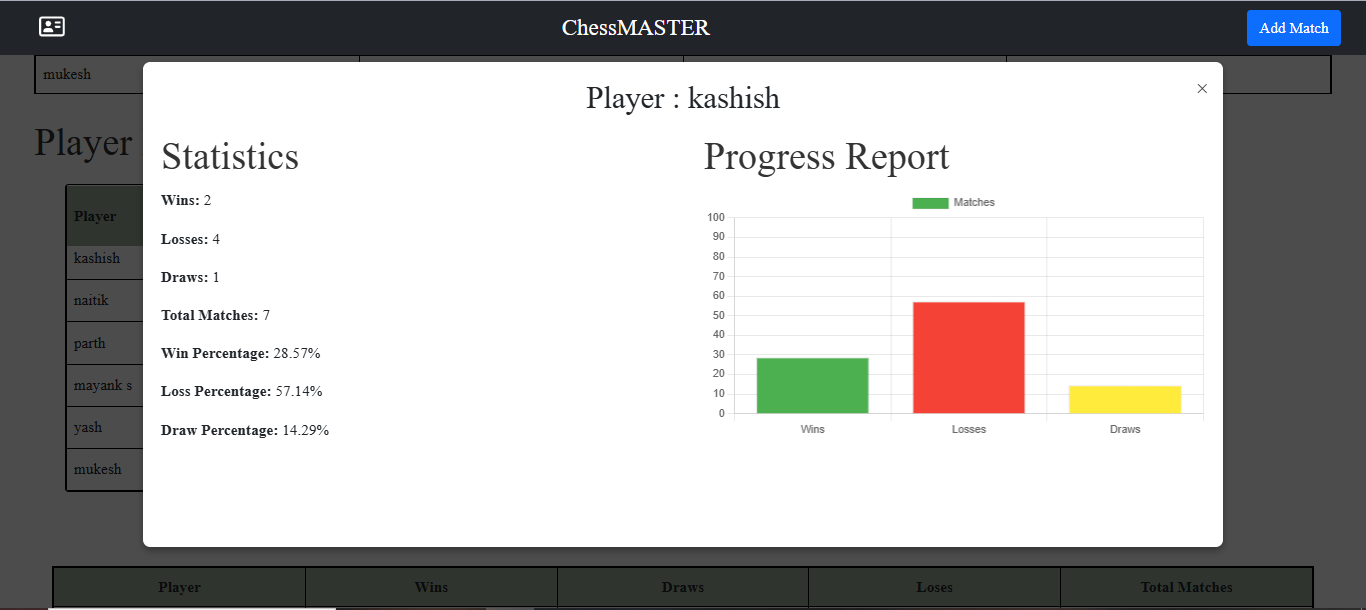 ChessMASTER
Add Match
mukesh
Player : kashish
Player
Statistics
Wins: 2
Losses: 4
Draws: 1
Total Matches: 7
Win Percentage: 28.57%
Loss Percentage: 57.14%
Draw Percentage: 14.29%
Progress Report
Matches
100
90
80
70
60
50
40
30
20
10
0
Wins Losses Draws
Player
kashish
naitik
parth
mayank s
yash
mukesh
Player Wins Draws Loses Total Matches